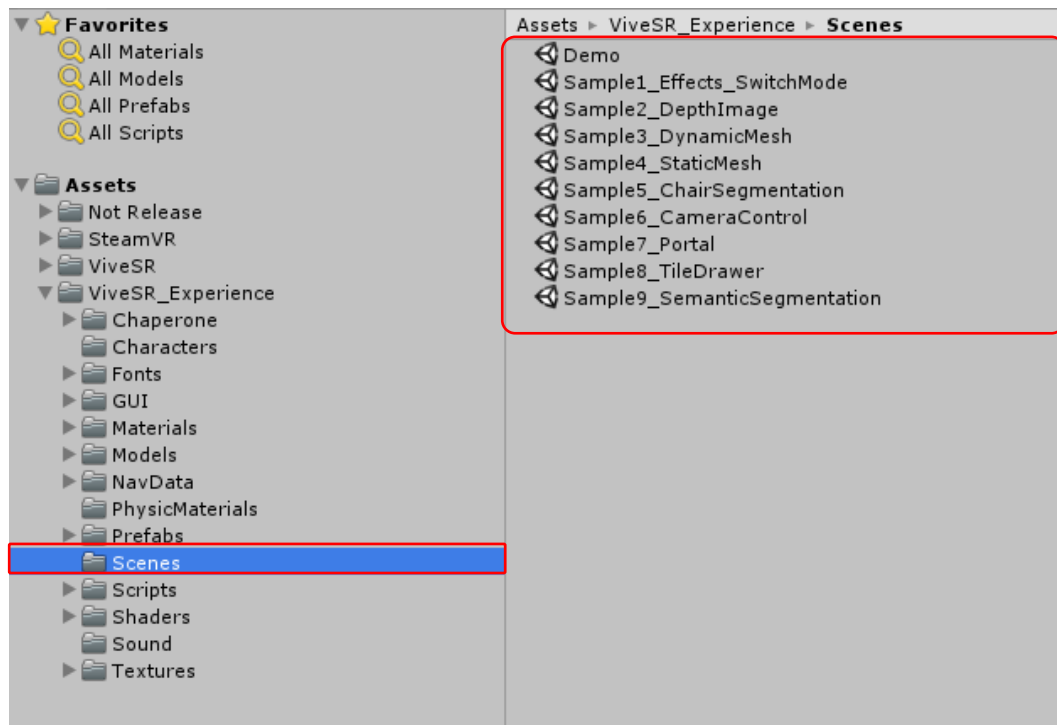 Favorites
All Materials
All Models
All Prefabs
All Scripts
Assets
Not Release
SteamVR
ViveSR
ViveSR_Experience
Chaperone
Characters
Fonts
GUI
Materials
Models
NavData
PhysicMaterials
Prefabs
Scenes
Scripts
Shaders
Sound
Textures
Assets ▸ ViveSR_Experience ▸ Scenes
Demo
Sample1_Effects_SwitchMode
Sample2_DepthImage
Sample3_DynamicMesh
Sample4_StaticMesh
Sample5_ChairSegmentation
Sample6_CameraControl
Sample7_Portal
Sample8_TileDrawer
Sample9_SemanticSegmentation